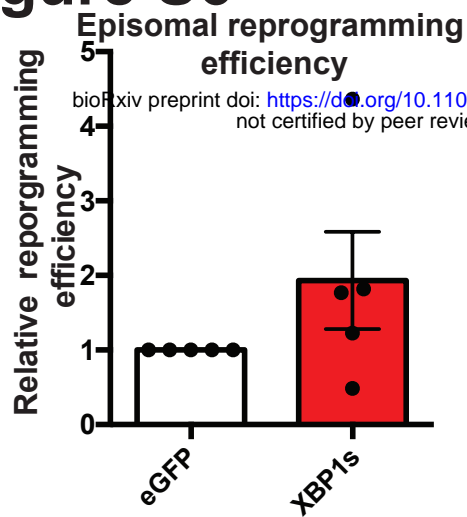 Episomal reprogramming
efficiency
bioRxiv preprint doi: https://doi.org/10.110
not certified by peer revie
Relative reporgramming
efficiency
5
4
3
2
1
0
eGFP
XBP1s